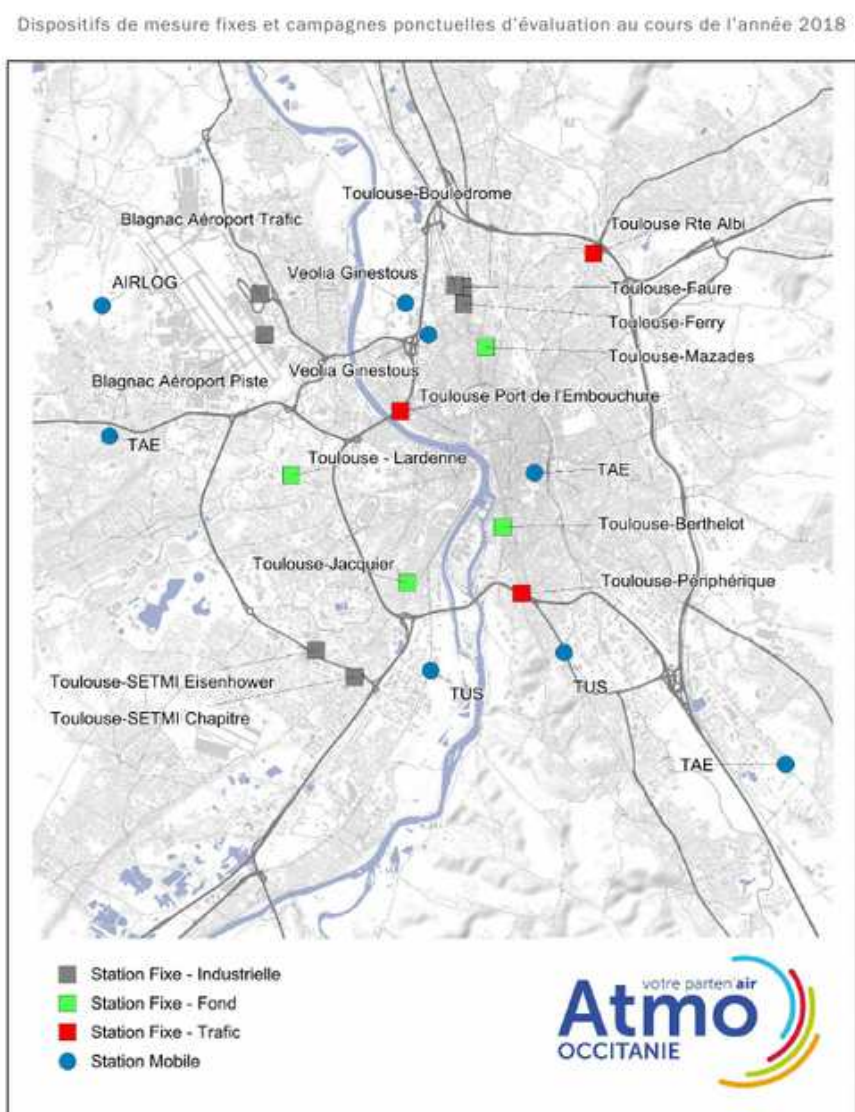 Dispositifs de mesure fixes et campagnes ponctuelles d'évaluation au cours de l'année 2018
Toulouse-Boulodrome
Blagnac Aéroport Trafic
Toulouse Rte Albi
AIRLOG
Veolia Ginestous
Toulouse-Faure
Toulouse-Ferry
Toulouse-Mazades
Veolia Ginestous
Blagnac Aéroport Piste
Toulouse Port de l'Embouchure
TAE
Toulouse - Lardenne
TAE
Toulouse-Berthelot
Toulouse-Jacquier
Toulouse-Périphérique
Toulouse-SETMI Eisenhower
TUS
TUS
Toulouse-SETMI Chapitre
TAE
Station Fixe - Industrielle
Station Fixe - Fond
Station Fixe - Trafic
Station Mobile
votre parten'air
Atmo
OCCITANIE